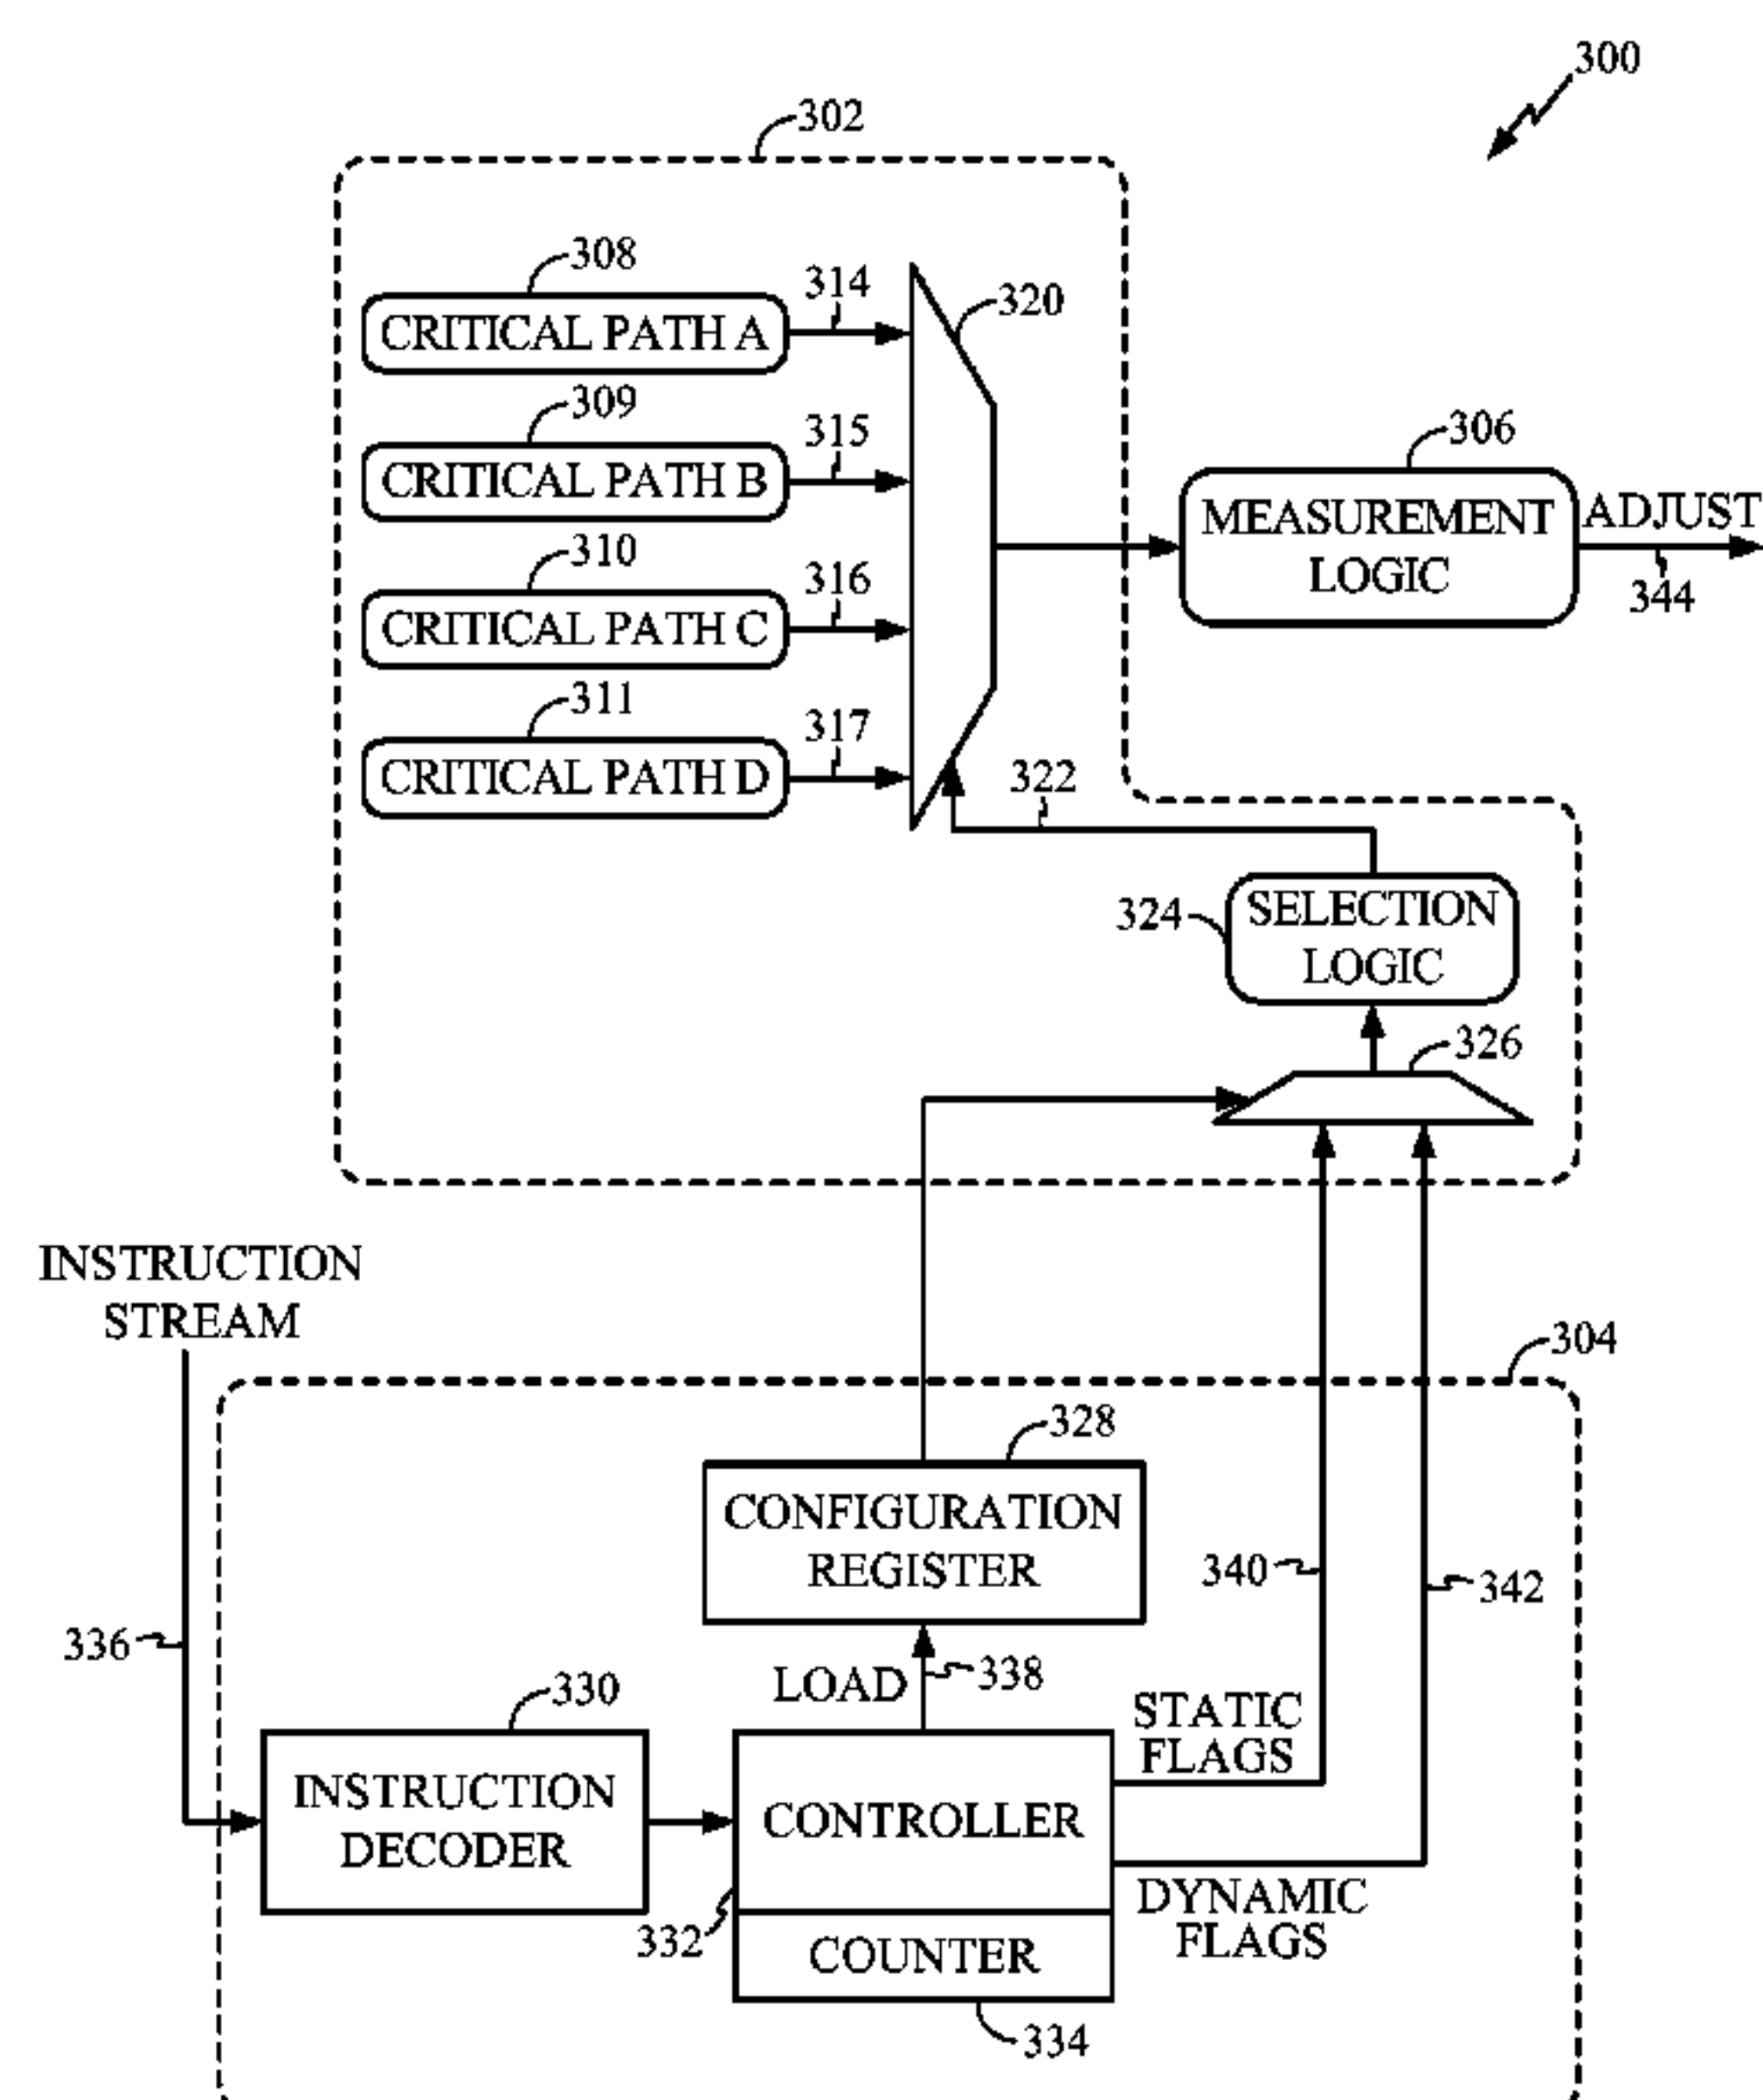 300
302
308
CRITICAL PATH A
314
320
309
CRITICAL PATH B
315
306
MEASUREMENT
LOGIC
ADJUST
344
310
CRITICAL PATH C
316
311
CRITICAL PATH D
317
322
324
SELECTION
LOGIC
326
INSTRUCTION
STREAM
304
328
CONFIGURATION
REGISTER
340
342
336
LOAD
338
330
INSTRUCTION
DECODER
STATIC
FLAGS
CONTROLLER
332
DYNAMIC
FLAGS
COUNTER
334